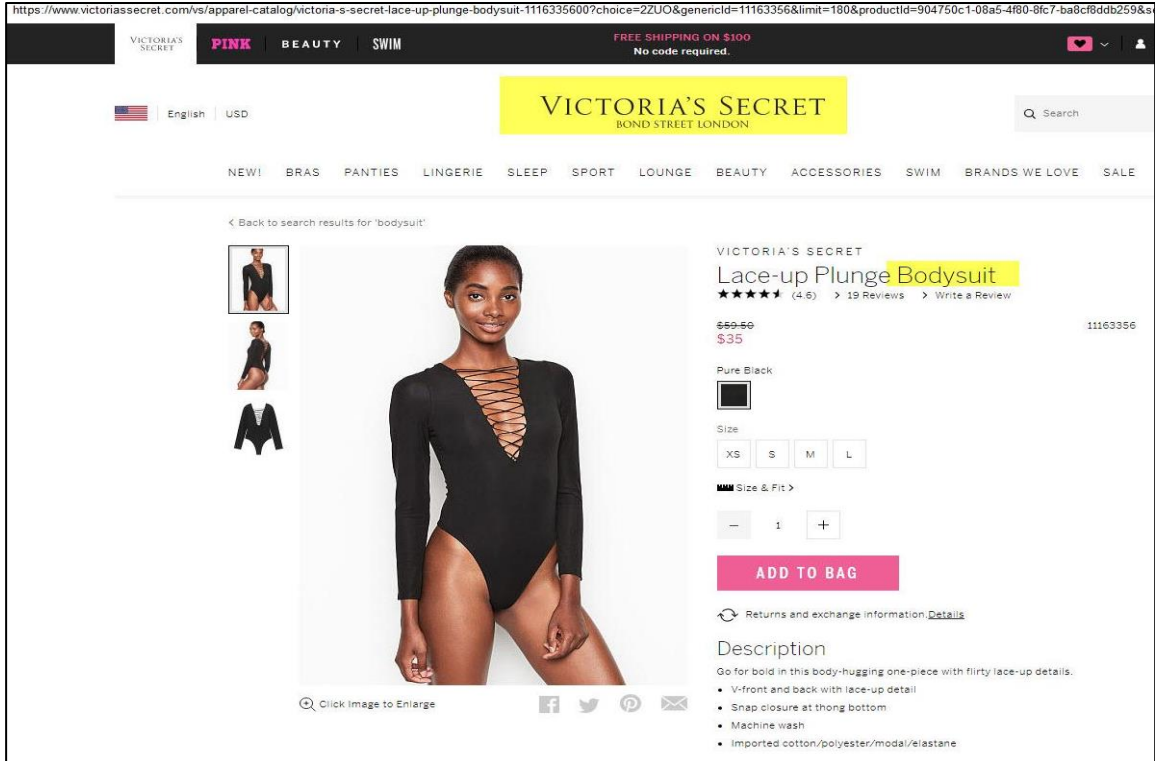 https://www.victoriassecret.com/vs/apparel-catalog/victoria-s-secret-lace-up-plunge-bodysuit-1116335600?choice=2ZUO&genericId=11163356&limit=180&productId=904750c1-08a5-4f80-8fc7-ba8cf8ddb259&s
VICTORIA'S SECRET PINK BEAUTY SWIM
FREE SHIPPING ON $100
No code required.
English USD
VICTORIA'S SECRET
BOND STREET LONDON
Search
NEW! BRAS PANTIES LINGERIE SLEEP SPORT LOUNGE BEAUTY ACCESSORIES SWIM BRANDS WE LOVE SALE
< Back to search results for 'bodysuit'
VICTORIA'S SECRET
Lace-up Plunge Bodysuit
(4.6) > 19 Reviews > Write a Review
$59.50 11163356
$35
Pure Black
Size
XS S M L
Size & Fit >
− 1 +
ADD TO BAG
Returns and exchange information. Details
Description
Go for bold in this body-hugging one-piece with flirty lace-up details.
• V-front and back with lace-up detail
• Snap closure at thong bottom
• Machine wash
• Imported cotton/polyester/modal/elastane
Click Image to Enlarge